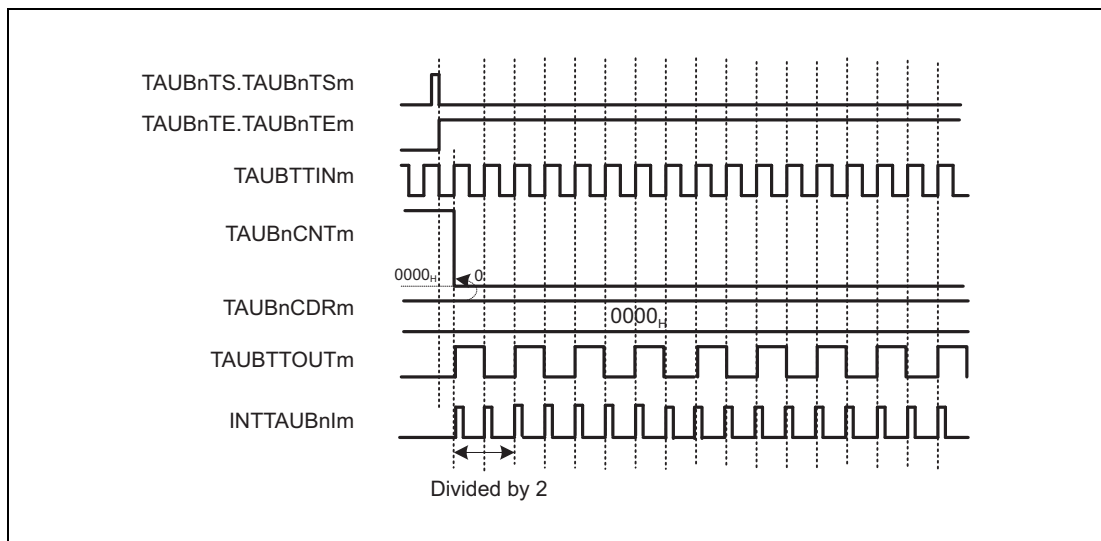 TAUBnTS.TAUBnTSm
TAUBnTE.TAUBnTEm
TAUBTTINm
TAUBnCNTm
0000H
0
TAUBnCDRm
0000H
TAUBTTOUTm
INTTAUBnIm
Divided by 2